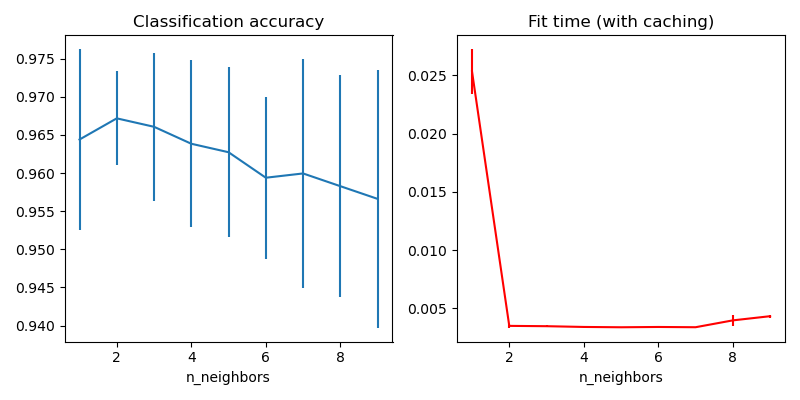 Classification accuracy
0.975
0.970
0.965
0.960
0.955
0.950
0.945
0.940
2 4 6 8
n_neighbors
Fit time (with caching)
0.025
0.020
0.015
0.010
0.005
2 4 6 8
n_neighbors